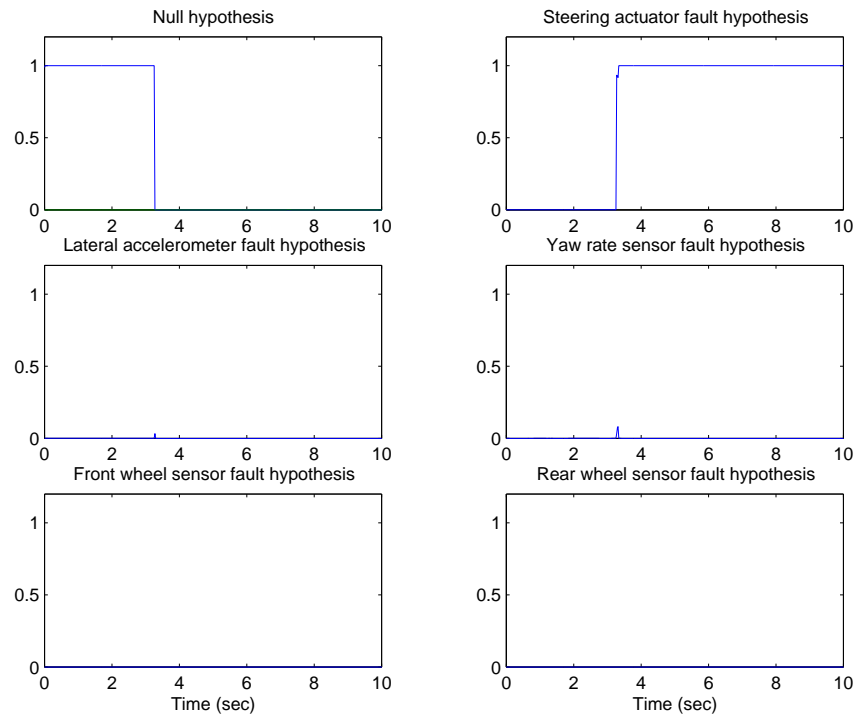 Null hypothesis
1
0.5
0
0 2 4 6 8 10
Steering actuator fault hypothesis
1
0.5
0
0 2 4 6 8 10
Lateral accelerometer fault hypothesis
1
0.5
0
0 2 4 6 8 10
Yaw rate sensor fault hypothesis
1
0.5
0
0 2 4 6 8 10
Front wheel sensor fault hypothesis
1
0.5
0
0 2 4 6 8 10
Time (sec)
Rear wheel sensor fault hypothesis
1
0.5
0
0 2 4 6 8 10
Time (sec)